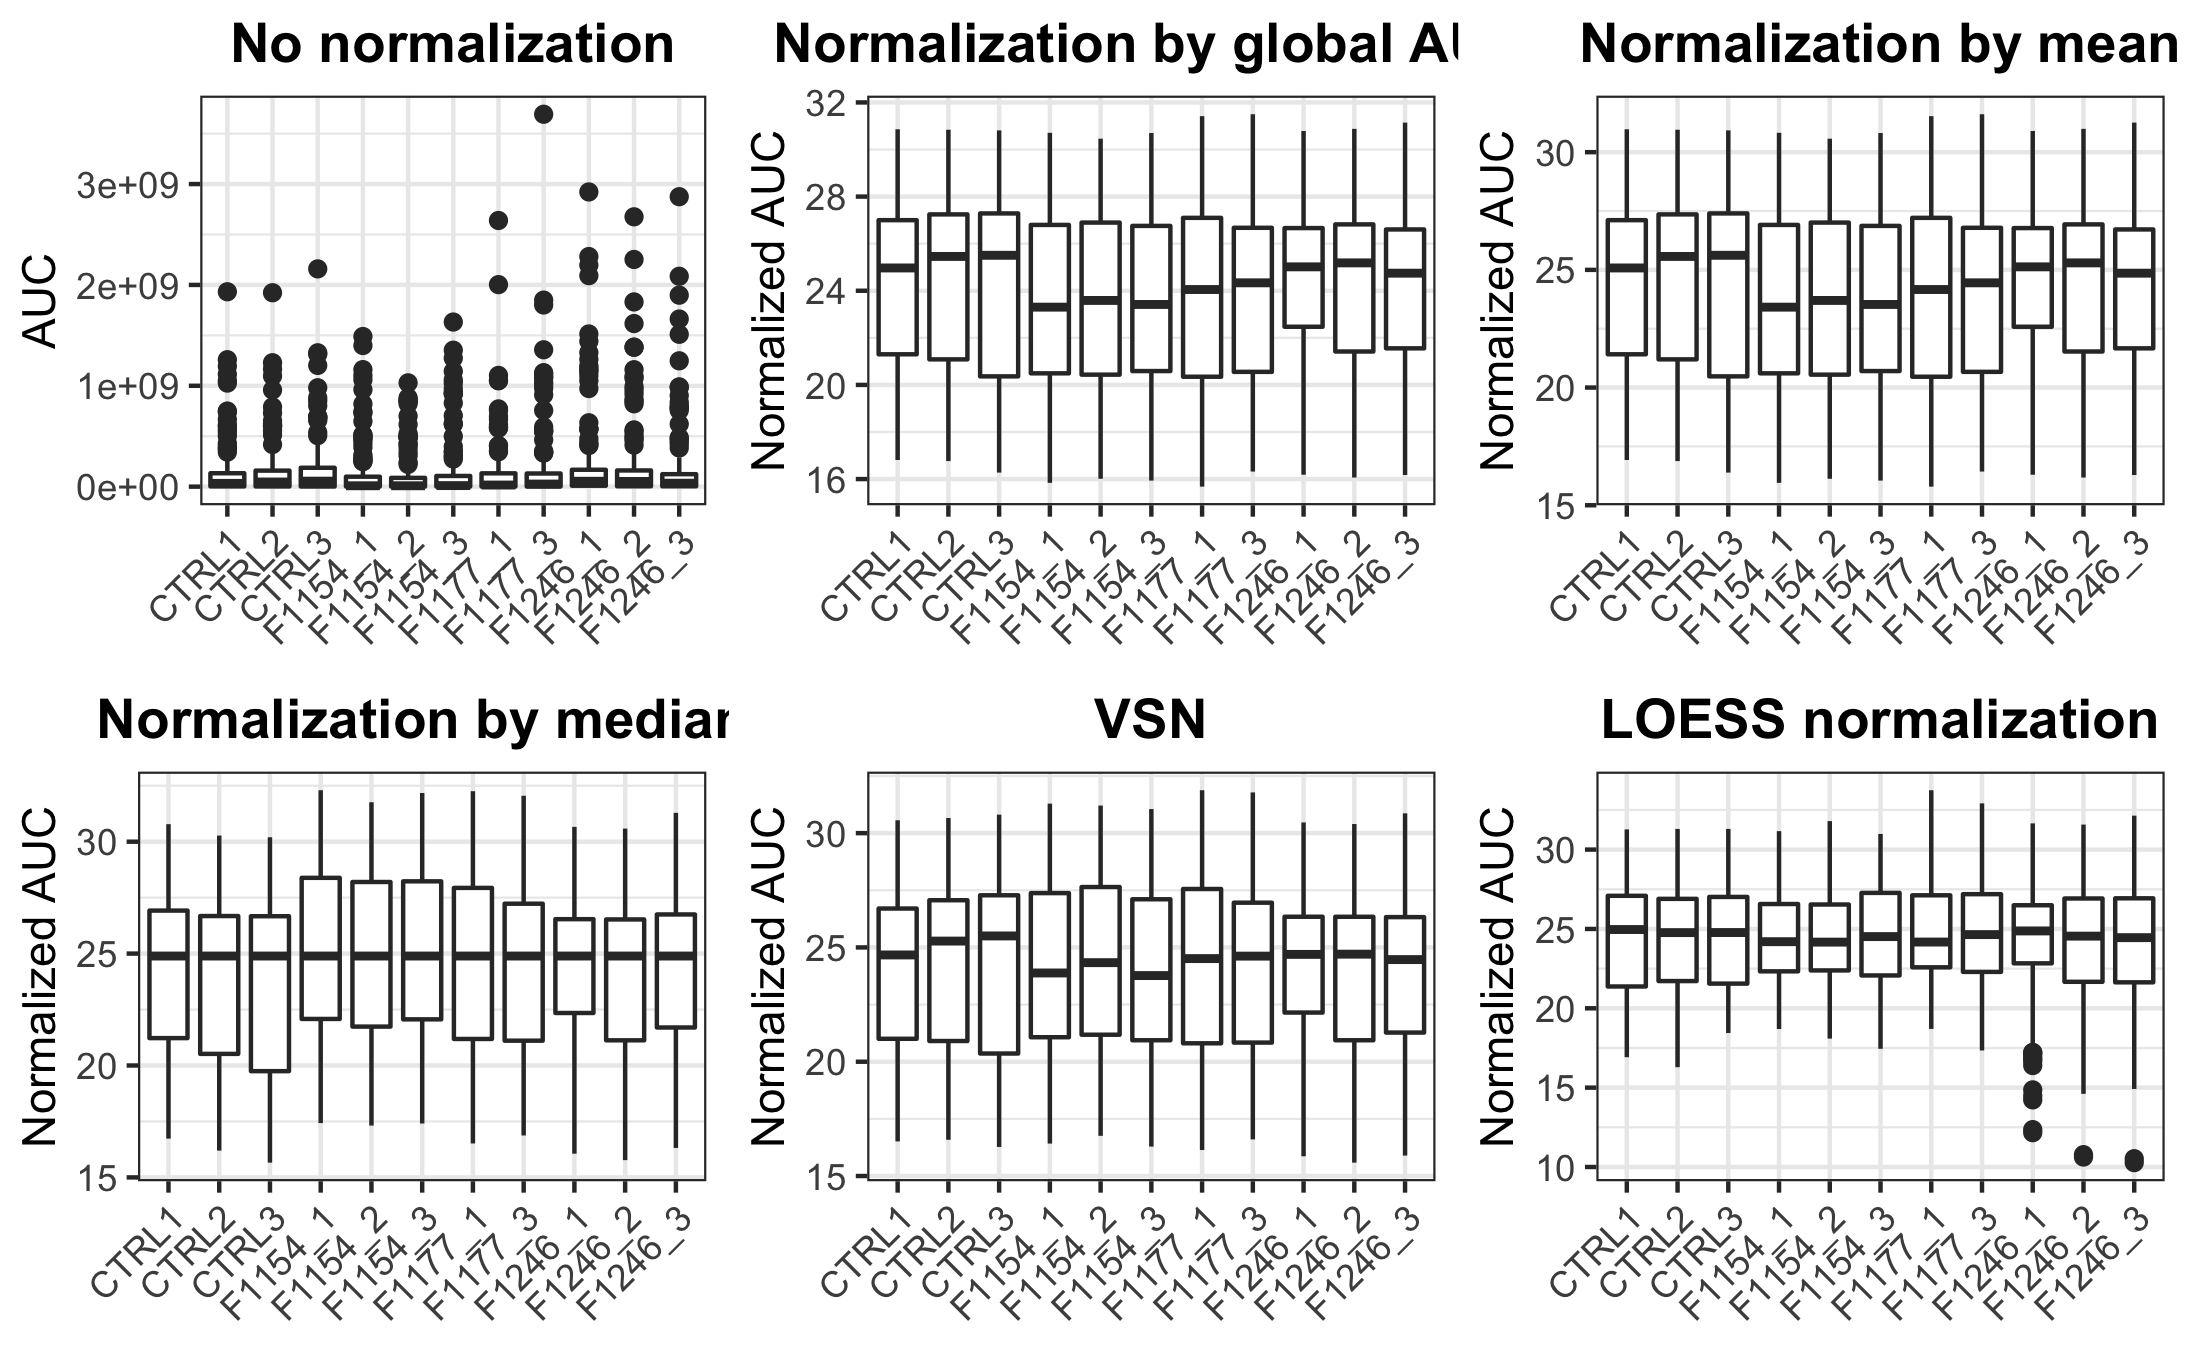 No normalization
Normalization by global AU
Normalization by mean
AUC
3e+09
2e+09
1e+09
0e+00
CTRL1
CTRL2
CTRL3
F1154_1
F1154_2
F1154_3
F1177_1
F1177_3
F1246_1
F1246_2
F1246_3
Normalized AUC
32
28
24
20
16
CTRL1
CTRL2
CTRL3
F1154_1
F1154_2
F1154_3
F1177_1
F1177_3
F1246_1
F1246_2
F1246_3
Normalized AUC
30
25
20
15
CTRL1
CTRL2
CTRL3
F1154_1
F1154_2
F1154_3
F1177_1
F1177_3
F1246_1
F1246_2
F1246_3
Normalization by median
VSN
LOESS normalization
Normalized AUC
30
25
20
15
CTRL1
CTRL2
CTRL3
F1154_1
F1154_2
F1154_3
F1177_1
F1177_3
F1246_1
F1246_2
F1246_3
Normalized AUC
30
25
20
15
CTRL1
CTRL2
CTRL3
F1154_1
F1154_2
F1154_3
F1177_1
F1177_3
F1246_1
F1246_2
F1246_3
Normalized AUC
30
25
20
15
10
CTRL1
CTRL2
CTRL3
F1154_1
F1154_2
F1154_3
F1177_1
F1177_3
F1246_1
F1246_2
F1246_3